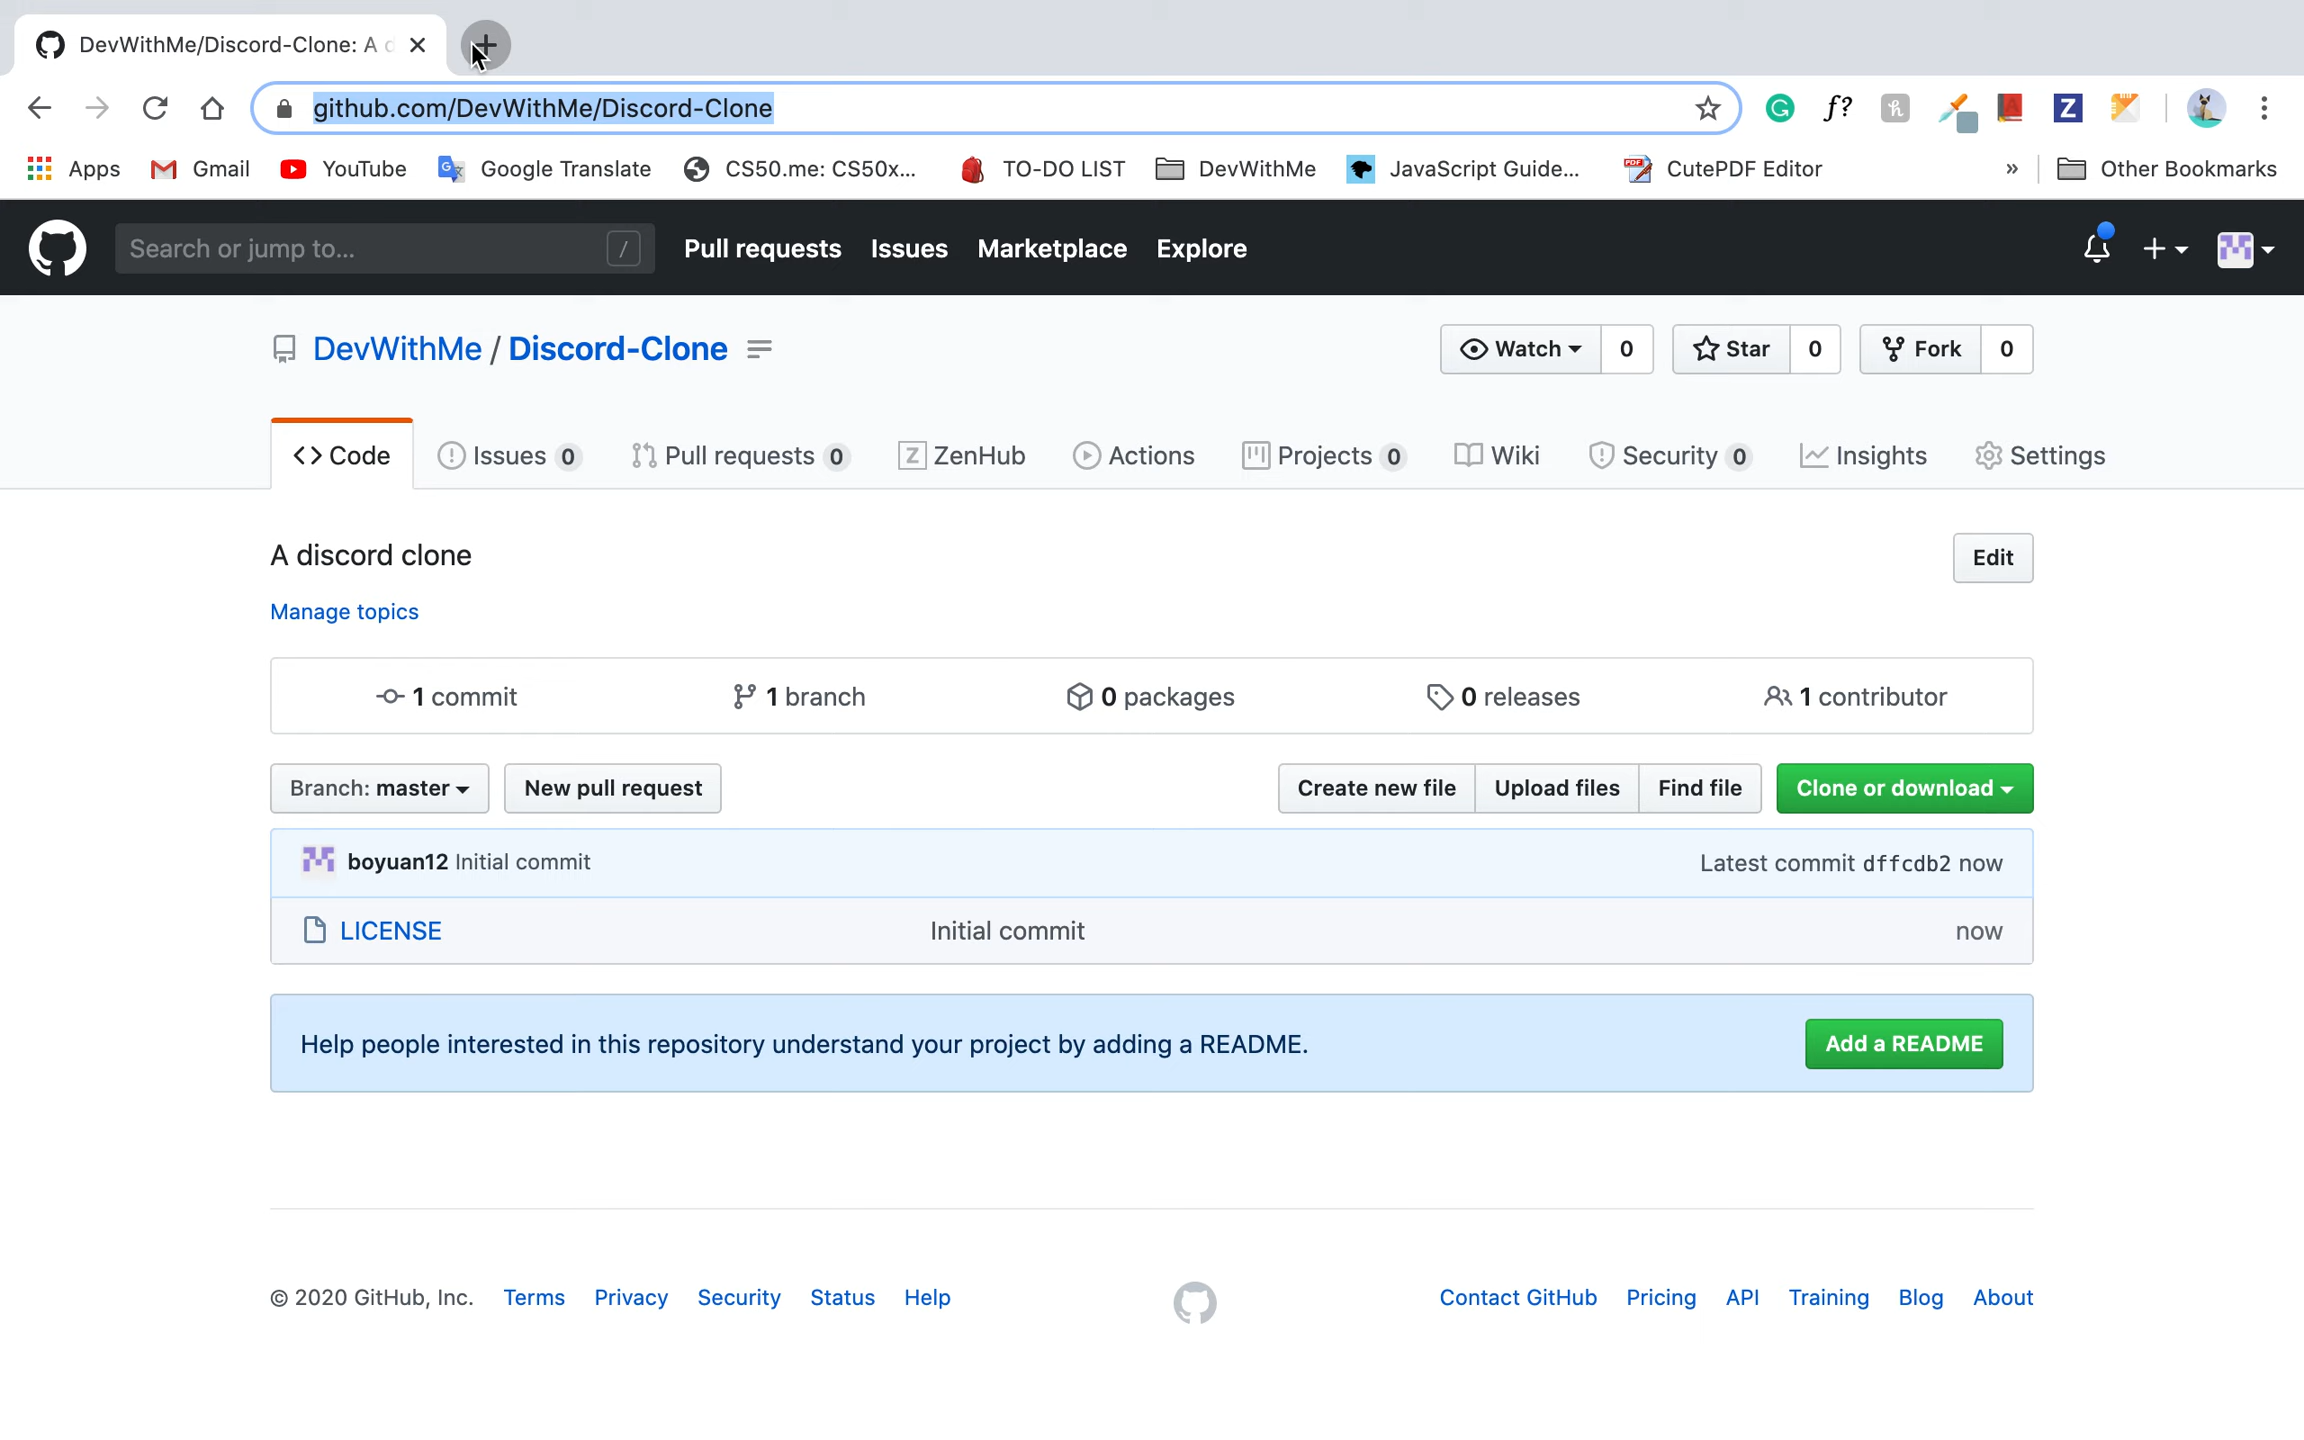 DevWithMe/Discord-Clone: A
github.com/DevWithMe/Discord-Clone
f?
Z
Apps Gmail YouTube Google Translate CS50.me: CS50x... TO-DO LIST DevWithMe JavaScript Guide... CutePDF Editor » Other Bookmarks
Search or jump to... / Pull requests Issues Marketplace Explore
DevWithMe / Discord-Clone Watch 0 Star 0 Fork 0
Code Issues 0 Pull requests 0 ZenHub Actions Projects 0 Wiki Security 0 Insights Settings
A discord clone Edit
Manage topics
1 commit 1 branch 0 packages 0 releases 1 contributor
Branch: master New pull request Create new file Upload files Find file Clone or download
boyuan12 Initial commit Latest commit dffcdb2 now
LICENSE Initial commit now
Help people interested in this repository understand your project by adding a README. Add a README
© 2020 GitHub, Inc. Terms Privacy Security Status Help Contact GitHub Pricing API Training Blog About